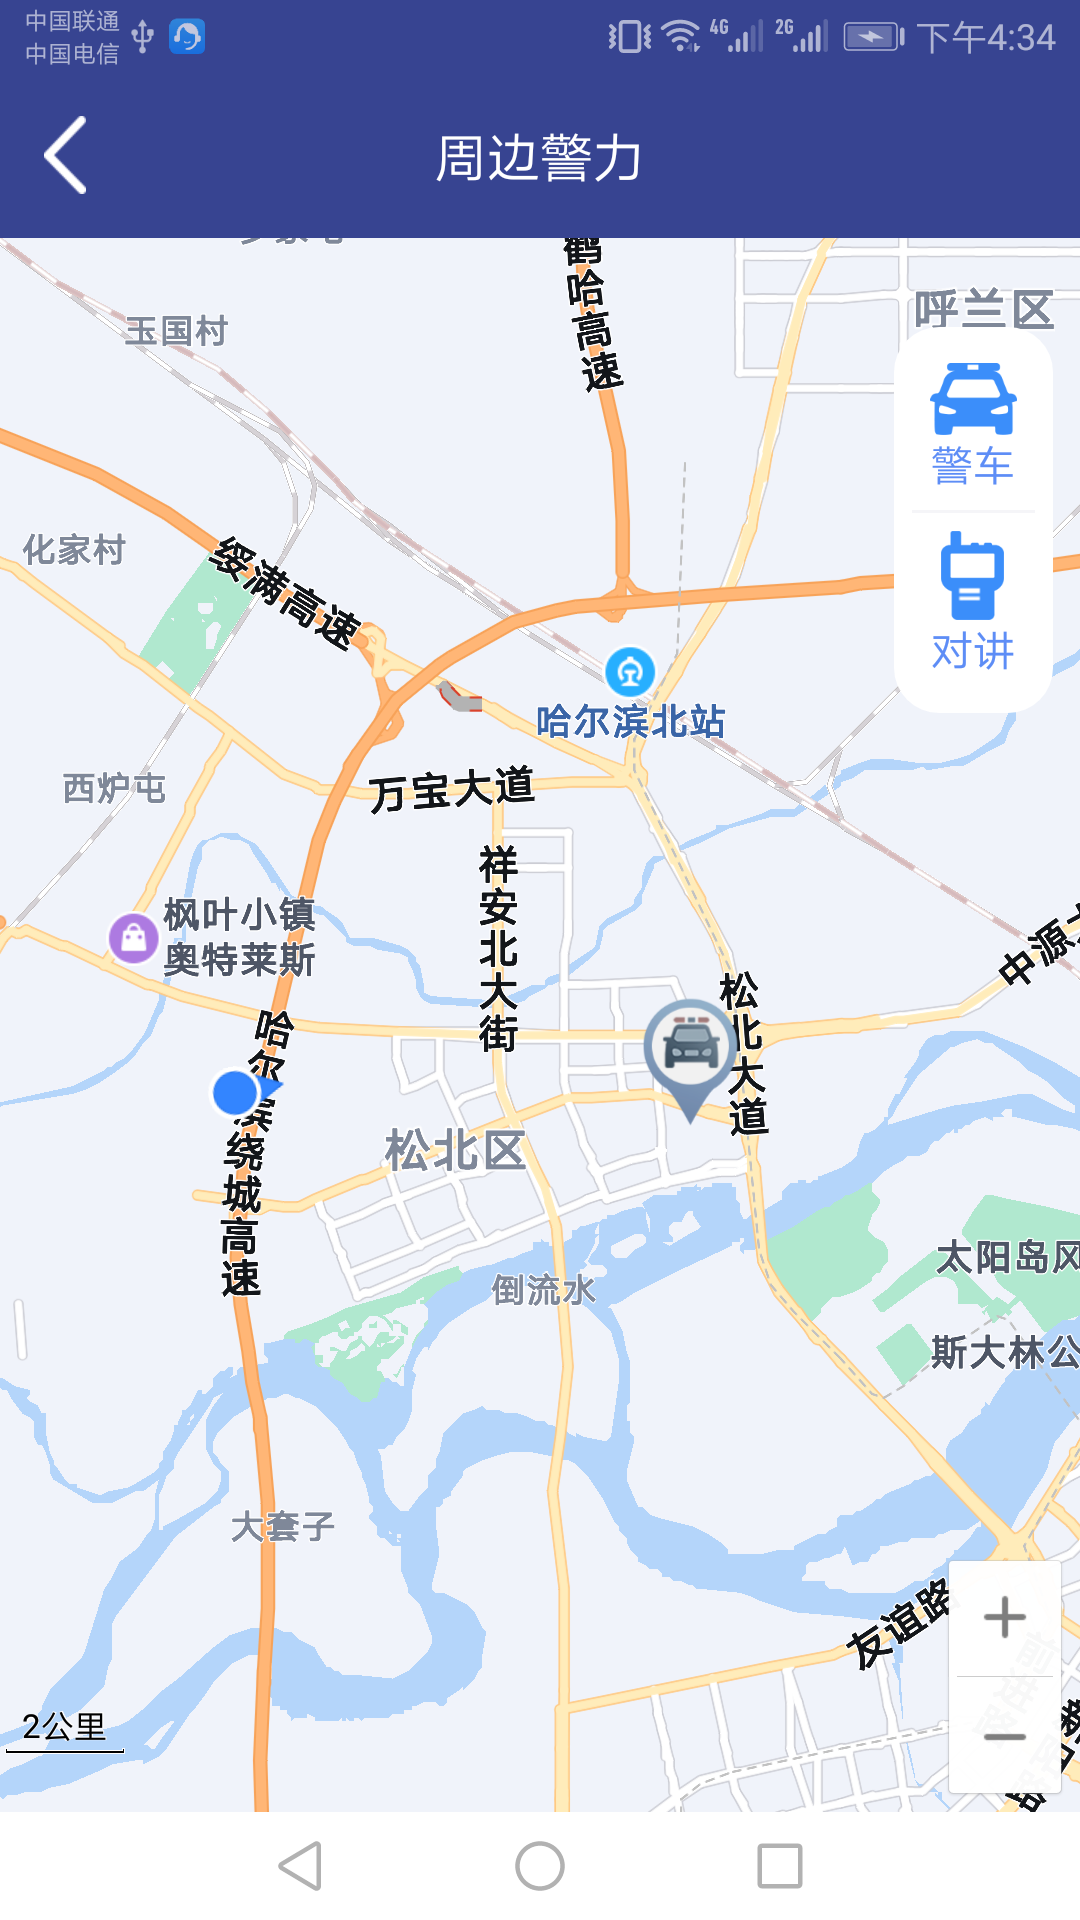 中国联通
中国电信
4G
2G
下午4:34
周边警力
鹤哈高速
呼兰区
玉国村
警车
化家村
绥满高速
对讲
哈尔滨北站
万宝大道
西炉屯
祥安北大街
枫叶小镇
奥特莱斯
中源
松北大道
哈尔滨绕城高速
松北区
太阳岛风
倒流水
斯大林公
大套子
友谊路
2公里